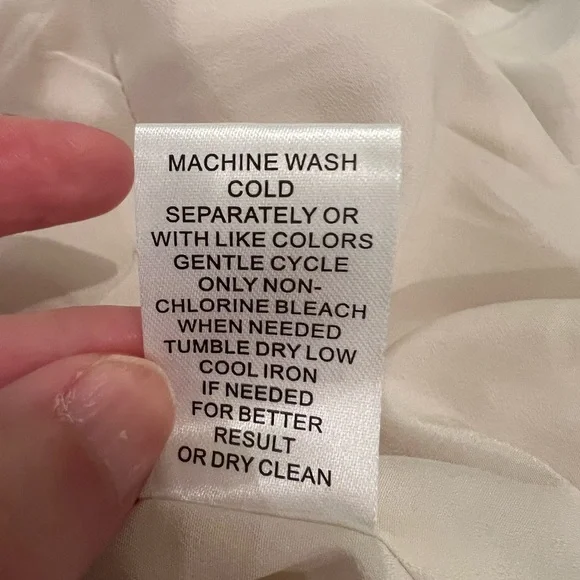 MACHINE WASH
COLD
SEPARATELY OR
WITH LIKE COLORS
GENTLE CYCLE
ONLY NON-
CHLORINE BLEACH
WHEN NEEDED
TUMBLE DRY LOW
COOL IRON
IF NEEDED
FOR BETTER
RESULT
OR DRY CLEAN